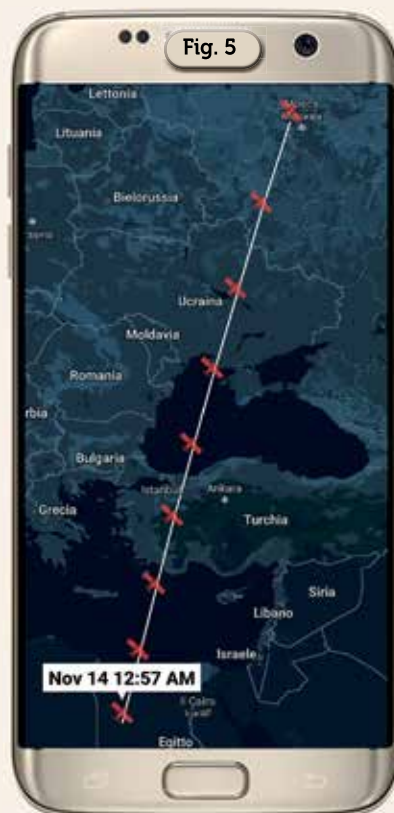 Fig. 5
Lettonia
Lituania
Bielorussia
Ucraina
Moldavia
Romania
Bulgaria
Istanbul
Ankara
Grecia
Turchia
Siria
Libano
Israele
Nov 14 12:57 AM
Il Cairo
Egitto